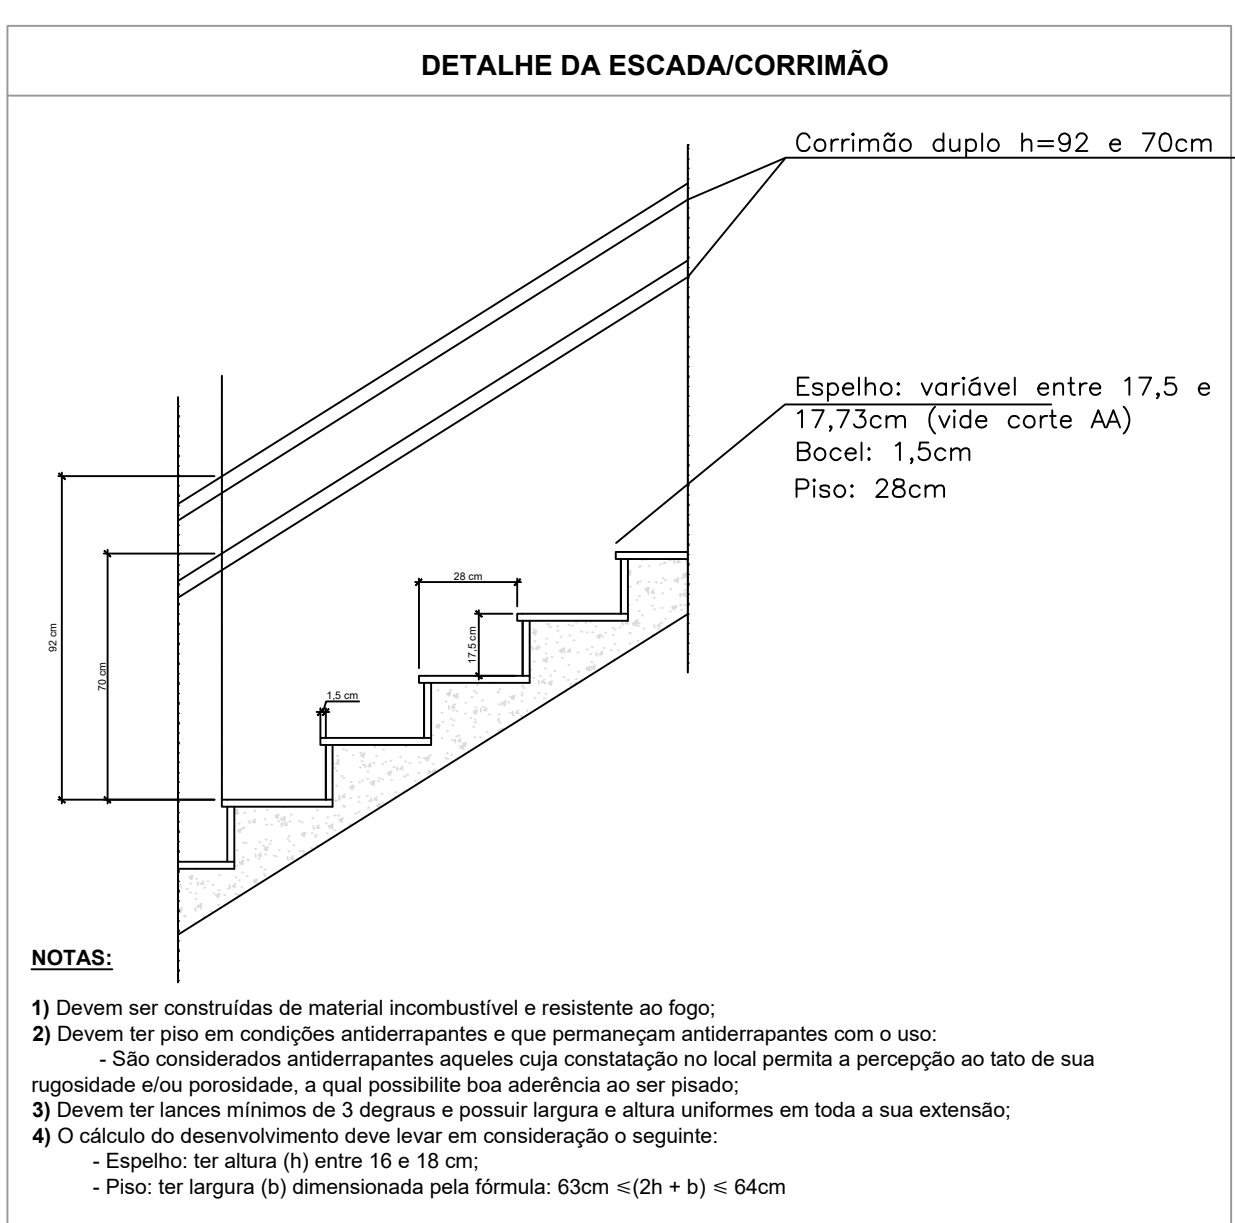 DETALHE DA ESCADA/CORRIMÃO
Corrimão duplo h=92 e 70cm
Espelho: variável entre 17,5 e
17,73cm (vide corte AA)
Bocel: 1,5cm
Piso: 28cm
28 cm
17,5 cm
92 cm
70 cm
1,5 cm
NOTAS:
1) Devem ser construídas de material incombustível e resistente ao fogo;
2) Devem ter piso em condições antiderrapantes e que permaneçam antiderrapantes com o uso:
- São considerados antiderrapantes aqueles cuja constatação no local permita a percepção ao tato de sua
rugosidade e/ou porosidade, a qual possibilite boa aderência ao ser pisado;
3) Devem ter lances mínimos de 3 degraus e possuir largura e altura uniformes em toda a sua extensão;
4) O cálculo do desenvolvimento deve levar em consideração o seguinte:
- Espelho: ter altura (h) entre 16 e 18 cm;
- Piso: ter largura (b) dimensionada pela fórmula: 63cm ⩽(2h + b) ⩽ 64cm